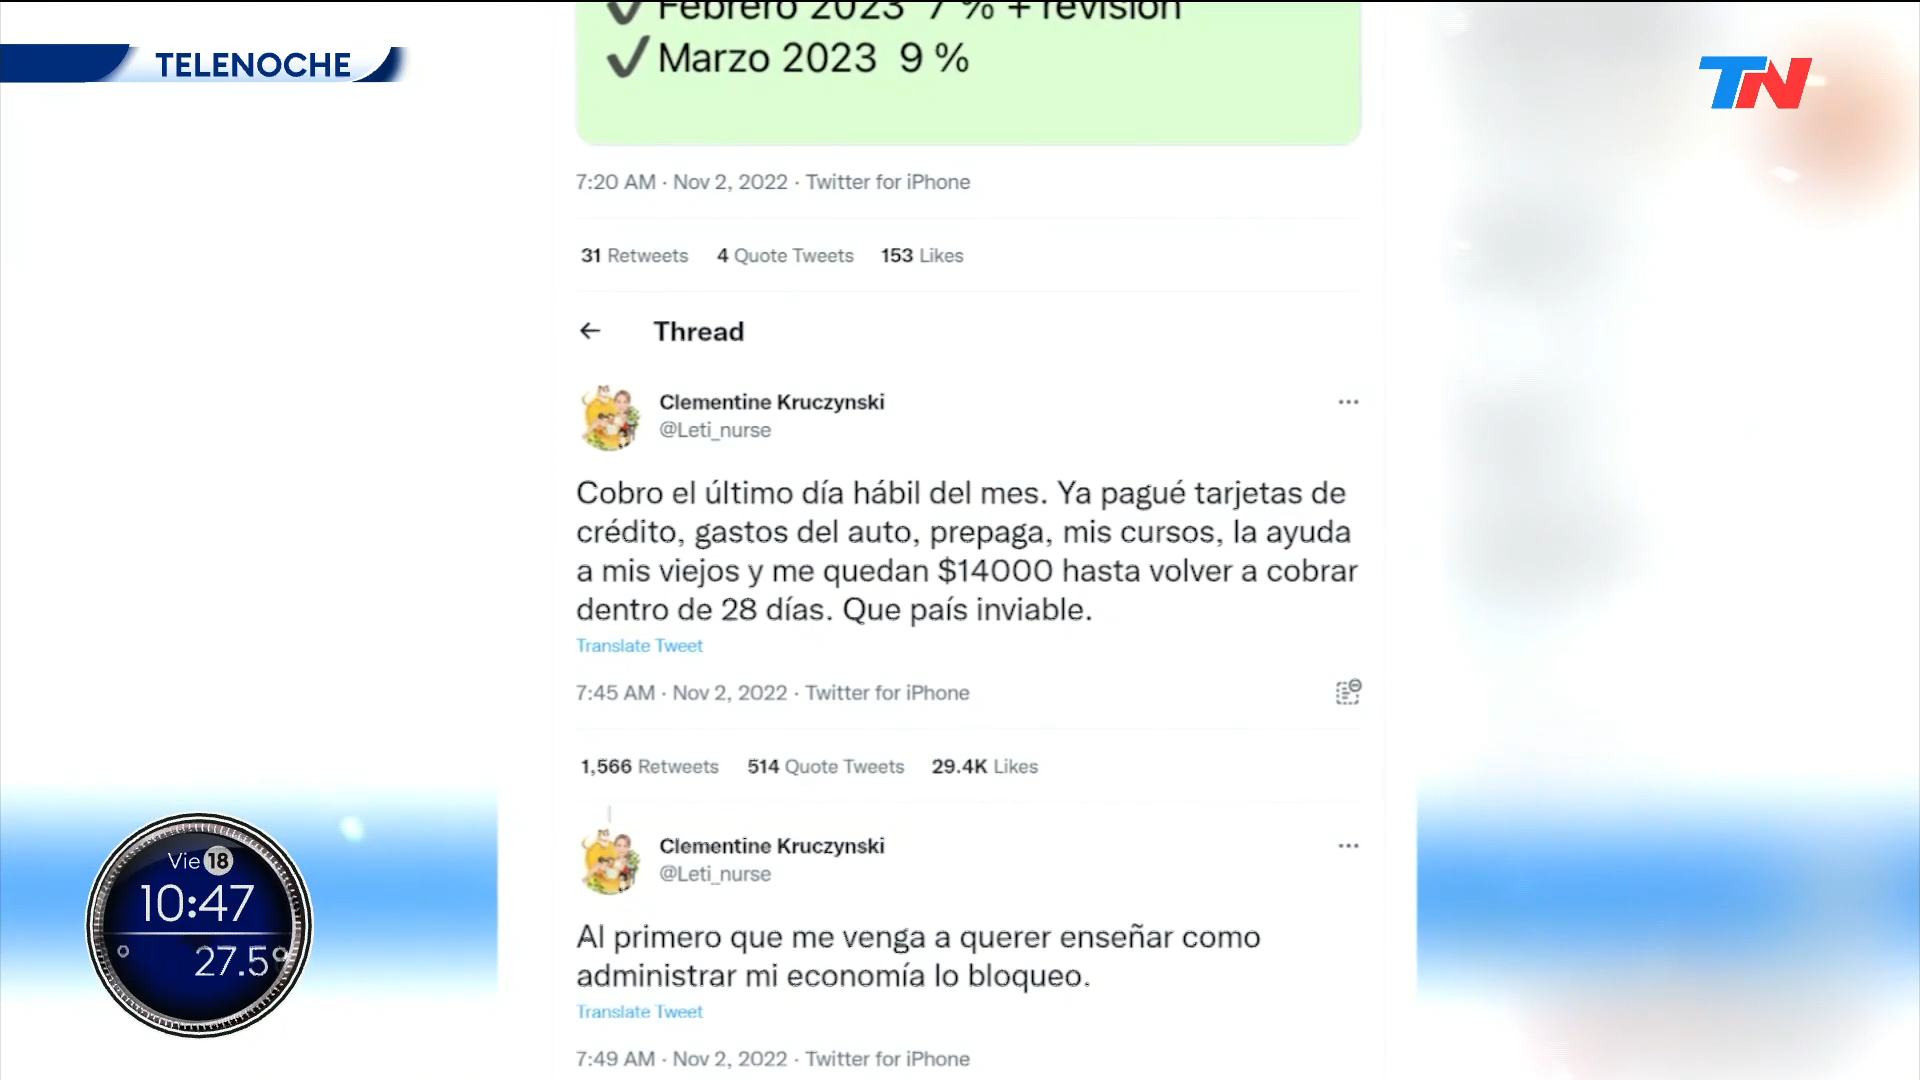 Febrero 2023 7 % + revisión
✔ Marzo 2023 9 %
TELENOCHE
TN
7:20 AM · Nov 2, 2022 · Twitter for iPhone
31 Retweets 4 Quote Tweets 153 Likes
← Thread
Clementine Kruczynski
@Leti_nurse
Cobro el último día hábil del mes. Ya pagué tarjetas de
crédito, gastos del auto, prepaga, mis cursos, la ayuda
a mis viejos y me quedan $14000 hasta volver a cobrar
dentro de 28 días. Que país inviable.
Translate Tweet
7:45 AM · Nov 2, 2022 · Twitter for iPhone
1,566 Retweets 514 Quote Tweets 29.4K Likes
Clementine Kruczynski
@Leti_nurse
Al primero que me venga a querer enseñar como
administrar mi economía lo bloqueo.
Translate Tweet
7:49 AM · Nov 2, 2022 · Twitter for iPhone
Vie 18
10:47
° 27.5°